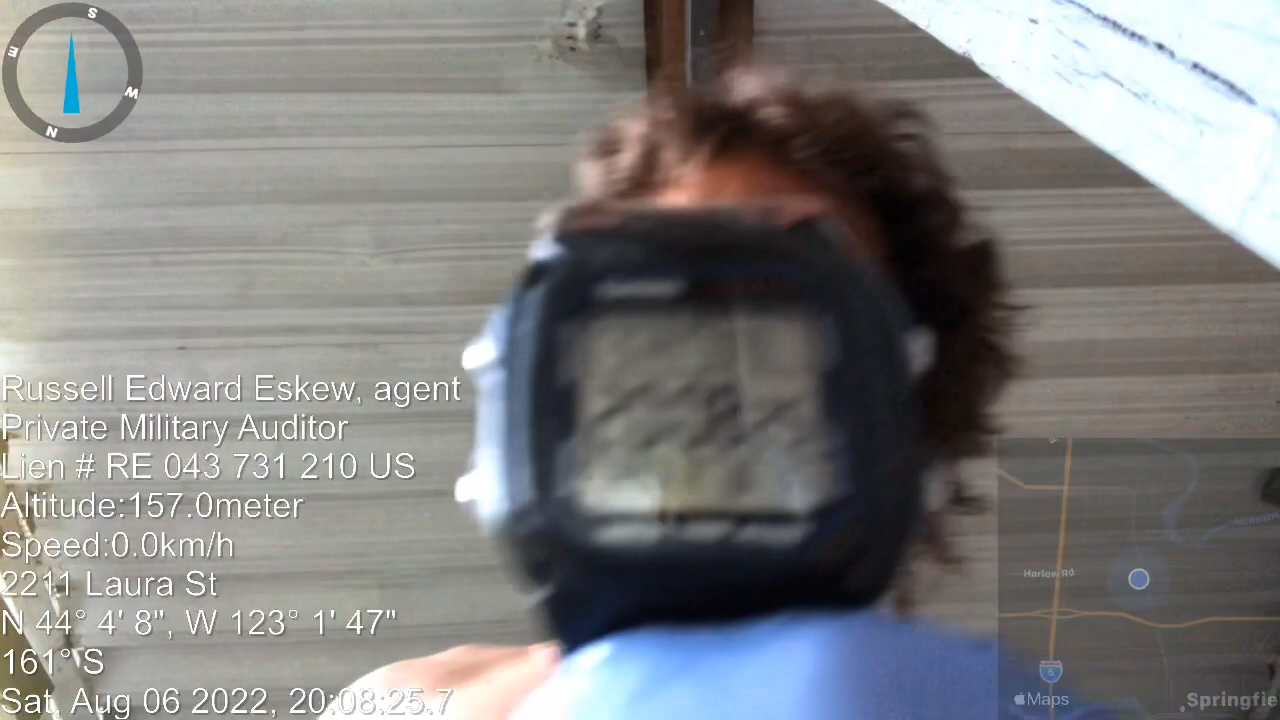 S
E
W
N
Russell Edward Eskew, agent
Private Military Auditor
Lien # RE 043 731 210 US
Altitude:157.0meter
Speed:0.0km/h
2211 Laura St
N 44° 4' 8", W 123° 1' 47"
161° S
Sat, Aug 06 2022, 20:08:25.7
Harlow Rd
5
Maps
Springfie